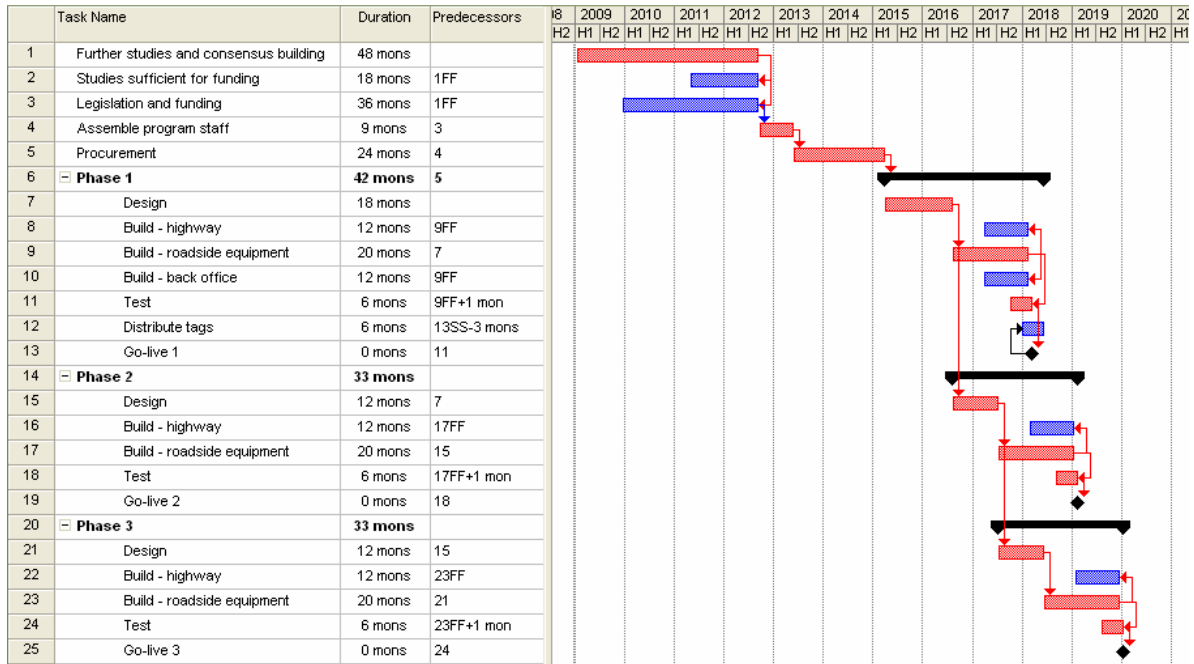 Task Name Duration Predecessors 08 2009 2010 2011 2012 2013 2014 2015 2016 2017 2018 2019 2020 20
H2 H1 H2 H1 H2 H1 H2 H1 H2 H1 H2 H1 H2 H1 H2 H1 H2 H1 H2 H1 H2 H1 H2 H1 H2 H1
1 Further studies and consensus building 48 mons
2 Studies sufficient for funding 18 mons 1FF
3 Legislation and funding 36 mons 1FF
4 Assemble program staff 9 mons 3
5 Procurement 24 mons 4
6 − Phase 1 42 mons 5
7 Design 18 mons
8 Build - highway 12 mons 9FF
9 Build - roadside equipment 20 mons 7
10 Build - back office 12 mons 9FF
11 Test 6 mons 9FF+1 mon
12 Distribute tags 6 mons 13SS-3 mons
13 Go-live 1 0 mons 11
14 − Phase 2 33 mons
15 Design 12 mons 7
16 Build - highway 12 mons 17FF
17 Build - roadside equipment 20 mons 15
18 Test 6 mons 17FF+1 mon
19 Go-live 2 0 mons 18
20 − Phase 3 33 mons
21 Design 12 mons 15
22 Build - highway 12 mons 23FF
23 Build - roadside equipment 20 mons 21
24 Test 6 mons 23FF+1 mon
25 Go-live 3 0 mons 24